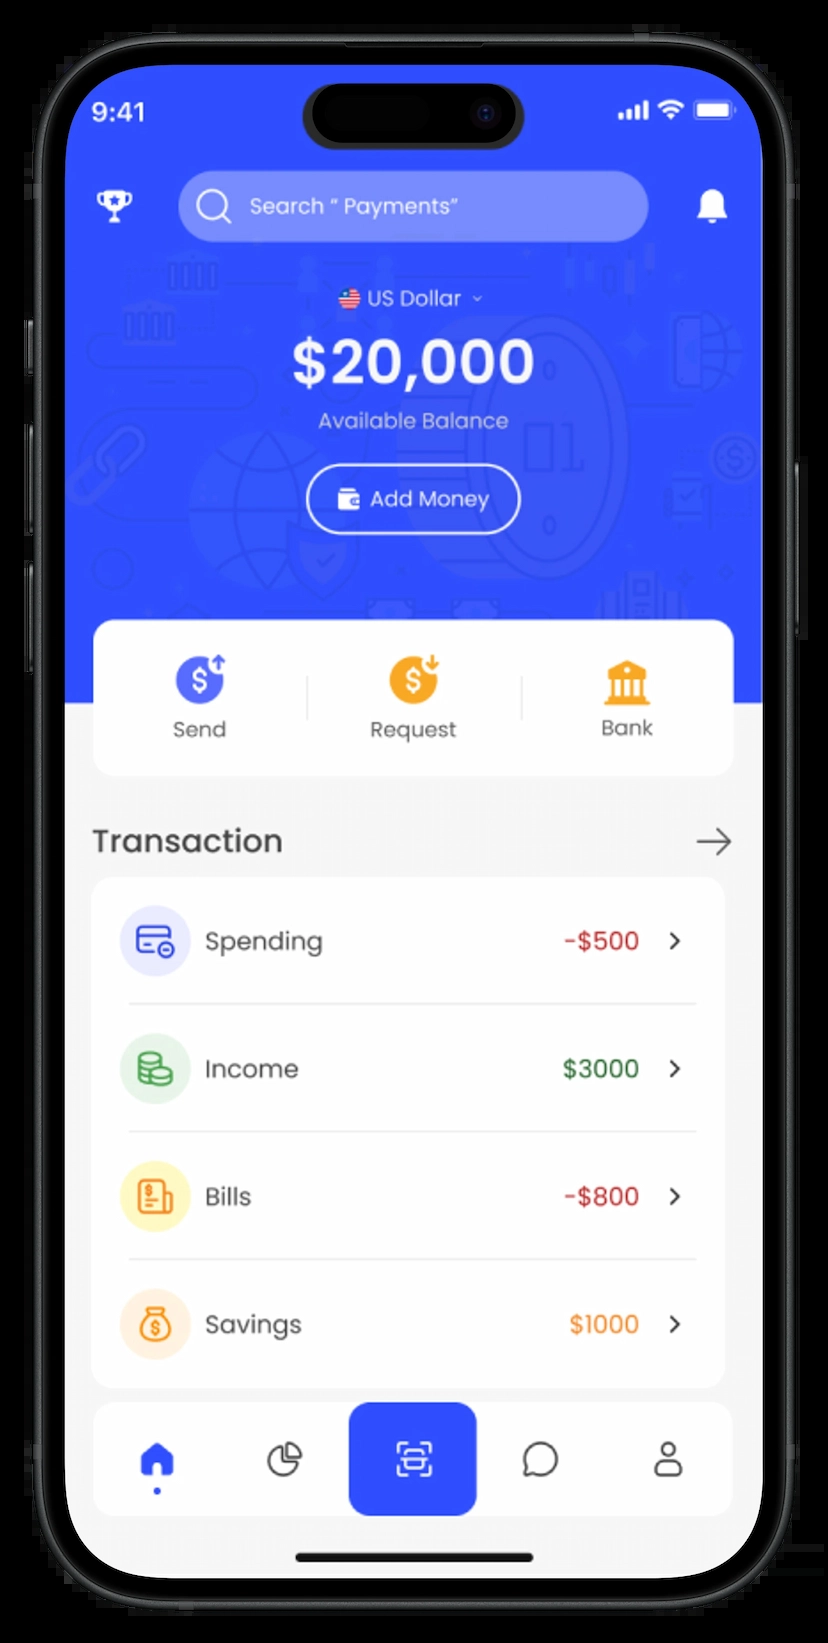 9:41
Search “ Payments”
US Dollar
$20,000
Available Balance
Add Money
01
Send
Request
Bank
Transaction
Spending
-$500
Income
$3000
Bills
-$800
Savings
$1000